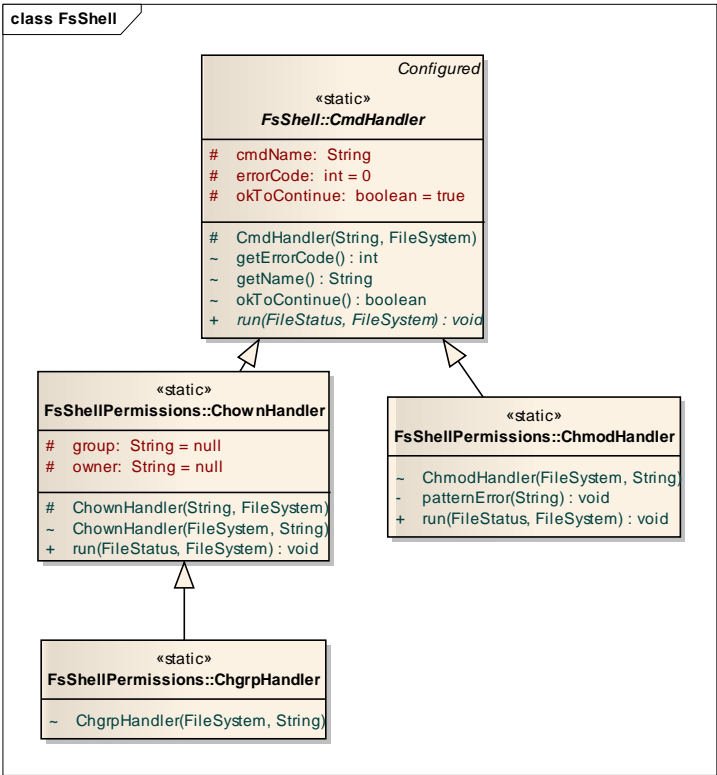 class FsShell
Configured
«static»
FsShell::CmdHandler
# cmdName: String
# errorCode: int = 0
# okToContinue: boolean = true
# CmdHandler(String, FileSystem)
~ getErrorCode() : int
~ getName() : String
~ okToContinue() : boolean
+ run(FileStatus, FileSystem) : void
«static»
FsShellPermissions::ChownHandler
# group: String = null
# owner: String = null
# ChownHandler(String, FileSystem)
~ ChownHandler(FileSystem, String)
+ run(FileStatus, FileSystem) : void
«static»
FsShellPermissions::ChmodHandler
~ ChmodHandler(FileSystem, String)
- patternError(String) : void
+ run(FileStatus, FileSystem) : void
«static»
FsShellPermissions::ChgrpHandler
~ ChgrpHandler(FileSystem, String)